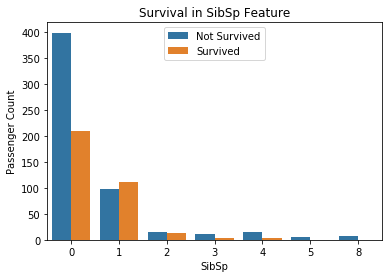 Survival in SibSp Feature
Not Survived
Survived
Passenger Count
400
350
300
250
200
150
100
50
0
0 1 2 3 4 5 8
SibSp